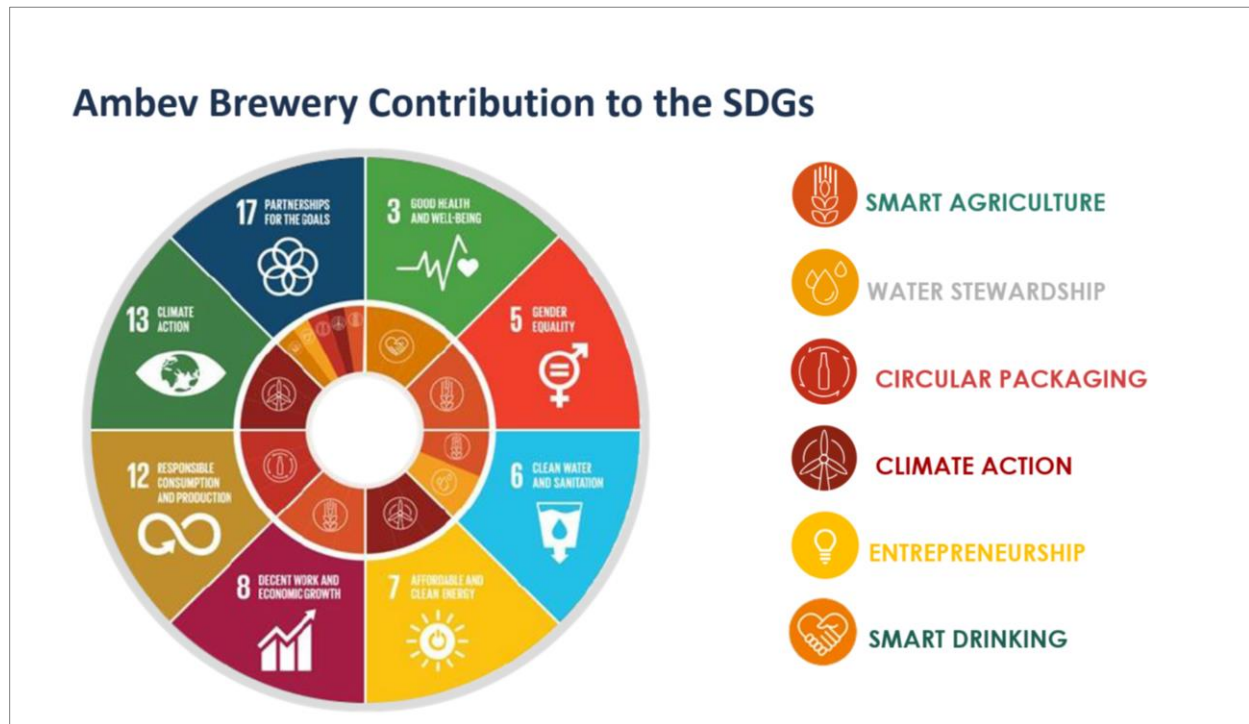 Ambev Brewery Contribution to the SDGs
17 PARTNERSHIPS
FOR THE GOALS
3 GOOD HEALTH
AND WELL-BEING
13 CLIMATE
ACTION
5 GENDER
EQUALITY
12 RESPONSIBLE
CONSUMPTION
AND PRODUCTION
6 CLEAN WATER
AND SANITATION
8 DECENT WORK AND
ECONOMIC GROWTH
7 AFFORDABLE AND
CLEAN ENERGY
SMART AGRICULTURE
WATER STEWARDSHIP
CIRCULAR PACKAGING
CLIMATE ACTION
ENTREPRENEURSHIP
SMART DRINKING